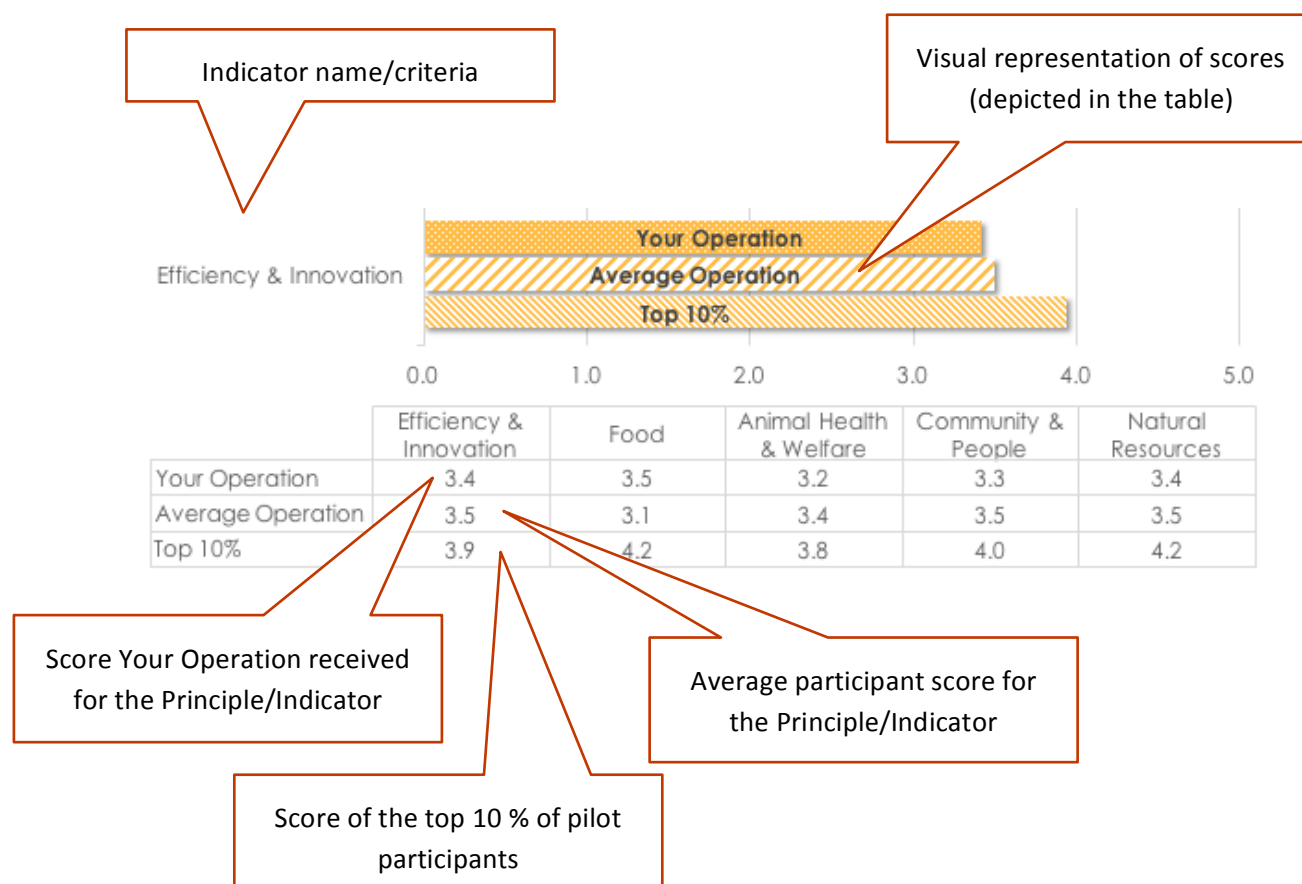 Indicator name/criteria
Visual representation of scores
(depicted in the table)
Your Operation
Efficiency & Innovation
Average Operation
Top 10%
0.0 1.0 2.0 3.0 4.0 5.0
Efficiency & Innovation Food Animal Health & Welfare Community & People Natural Resources
Your Operation 3.4 3.5 3.2 3.3 3.4
Average Operation 3.5 3.1 3.4 3.5 3.5
Top 10% 3.9 4.2 3.8 4.0 4.2
Score Your Operation received
for the Principle/Indicator
Average participant score for
the Principle/Indicator
Score of the top 10 % of pilot
participants